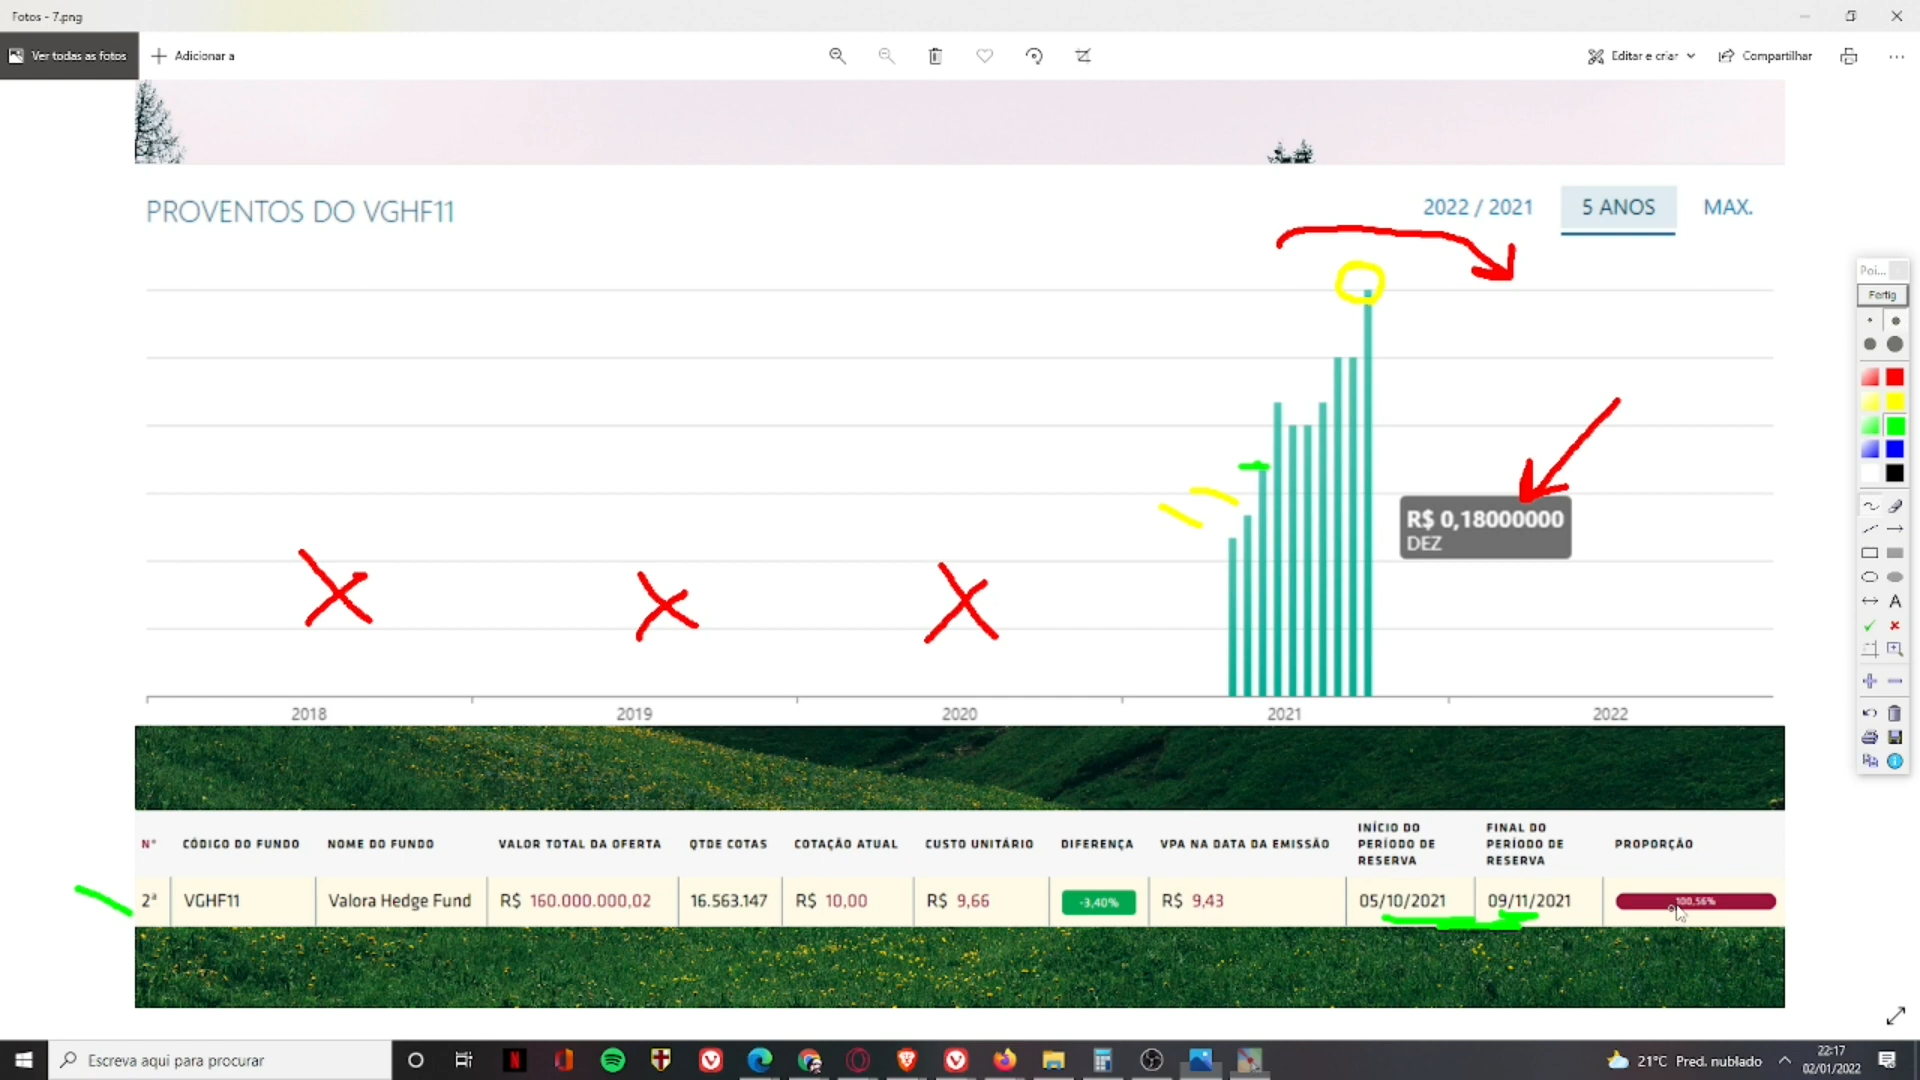 Fotos - 7.png
Ver todas as fotos
Adicionar a
Editar e criar
Compartilhar
PROVENTOS DO VGHF11
2022 / 2021
5 ANOS
MAX.
Poi...
Fertig
R$ 0,18000000
DEZ
A
2018
2019
2020
2021
2022
Nº CÓDIGO DO FUNDO NOME DO FUNDO VALOR TOTAL DA OFERTA QTDE COTAS COTAÇÃO ATUAL CUSTO UNITÁRIO DIFERENÇA VPA NA DATA DA EMISSÃO INÍCIO DO PERÍODO DE RESERVA FINAL DO PERÍODO DE RESERVA PROPORÇÃO
2ª VGHF11 Valora Hedge Fund R$ 160.000.000,02 16.563.147 R$ 10,00 R$ 9,66 -3,40% R$ 9,43 05/10/2021 09/11/2021 100,56%
Escreva aqui para procurar
21°C Pred. nublado
22:17
02/01/2022